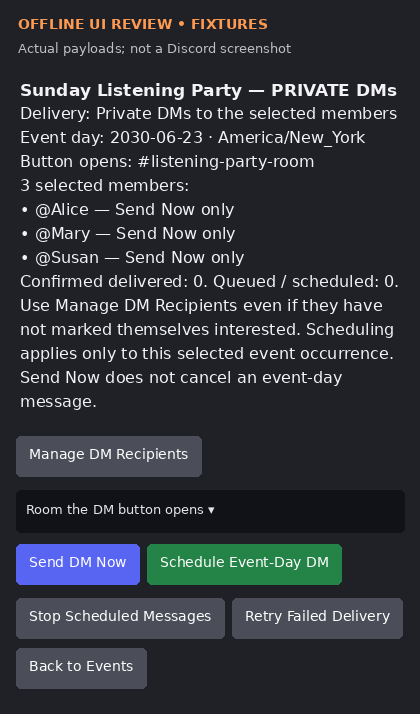 OFFLINE UI REVIEW • FIXTURES
Actual payloads; not a Discord screenshot
Sunday Listening Party — PRIVATE DMs
Delivery: Private DMs to the selected members
Event day: 2030-06-23 · America/New_York
Button opens: #listening-party-room
3 selected members:
• @Alice — Send Now only
• @Mary — Send Now only
• @Susan — Send Now only
Confirmed delivered: 0. Queued / scheduled: 0.
Use Manage DM Recipients even if they have
not marked themselves interested. Scheduling
applies only to this selected event occurrence.
Send Now does not cancel an event-day
message.
Manage DM Recipients
Room the DM button opens ▾
Send DM Now
Schedule Event-Day DM
Stop Scheduled Messages
Retry Failed Delivery
Back to Events